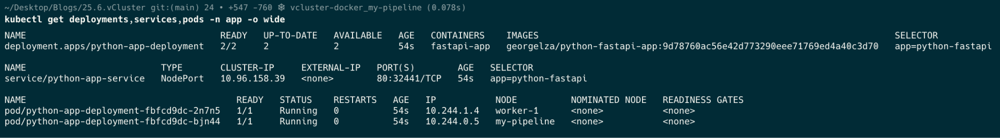 ~/Desktop/Blogs/25.6.vCluster git:(main) 24 • +547 -760 ⎈ vcluster-docker_my-pipeline (0.078s)
kubectl get deployments,services,pods -n app -o wide
NAME READY UP-TO-DATE AVAILABLE AGE CONTAINERS IMAGES SELECTOR
deployment.apps/python-app-deployment 2/2 2 2 54s fastapi-app georgelza/python-fastapi-app:9d78760ac56e42d773290eee71769ed4a40c3d70 app=python-fastapi
NAME TYPE CLUSTER-IP EXTERNAL-IP PORT(S) AGE SELECTOR
service/python-app-service NodePort 10.96.158.39 <none> 80:32441/TCP 54s app=python-fastapi
NAME READY STATUS RESTARTS AGE IP NODE NOMINATED NODE READINESS GATES
pod/python-app-deployment-fbfcd9dc-2n7n5 1/1 Running 0 54s 10.244.1.4 worker-1 <none> <none>
pod/python-app-deployment-fbfcd9dc-bjn44 1/1 Running 0 54s 10.244.0.5 my-pipeline <none> <none>